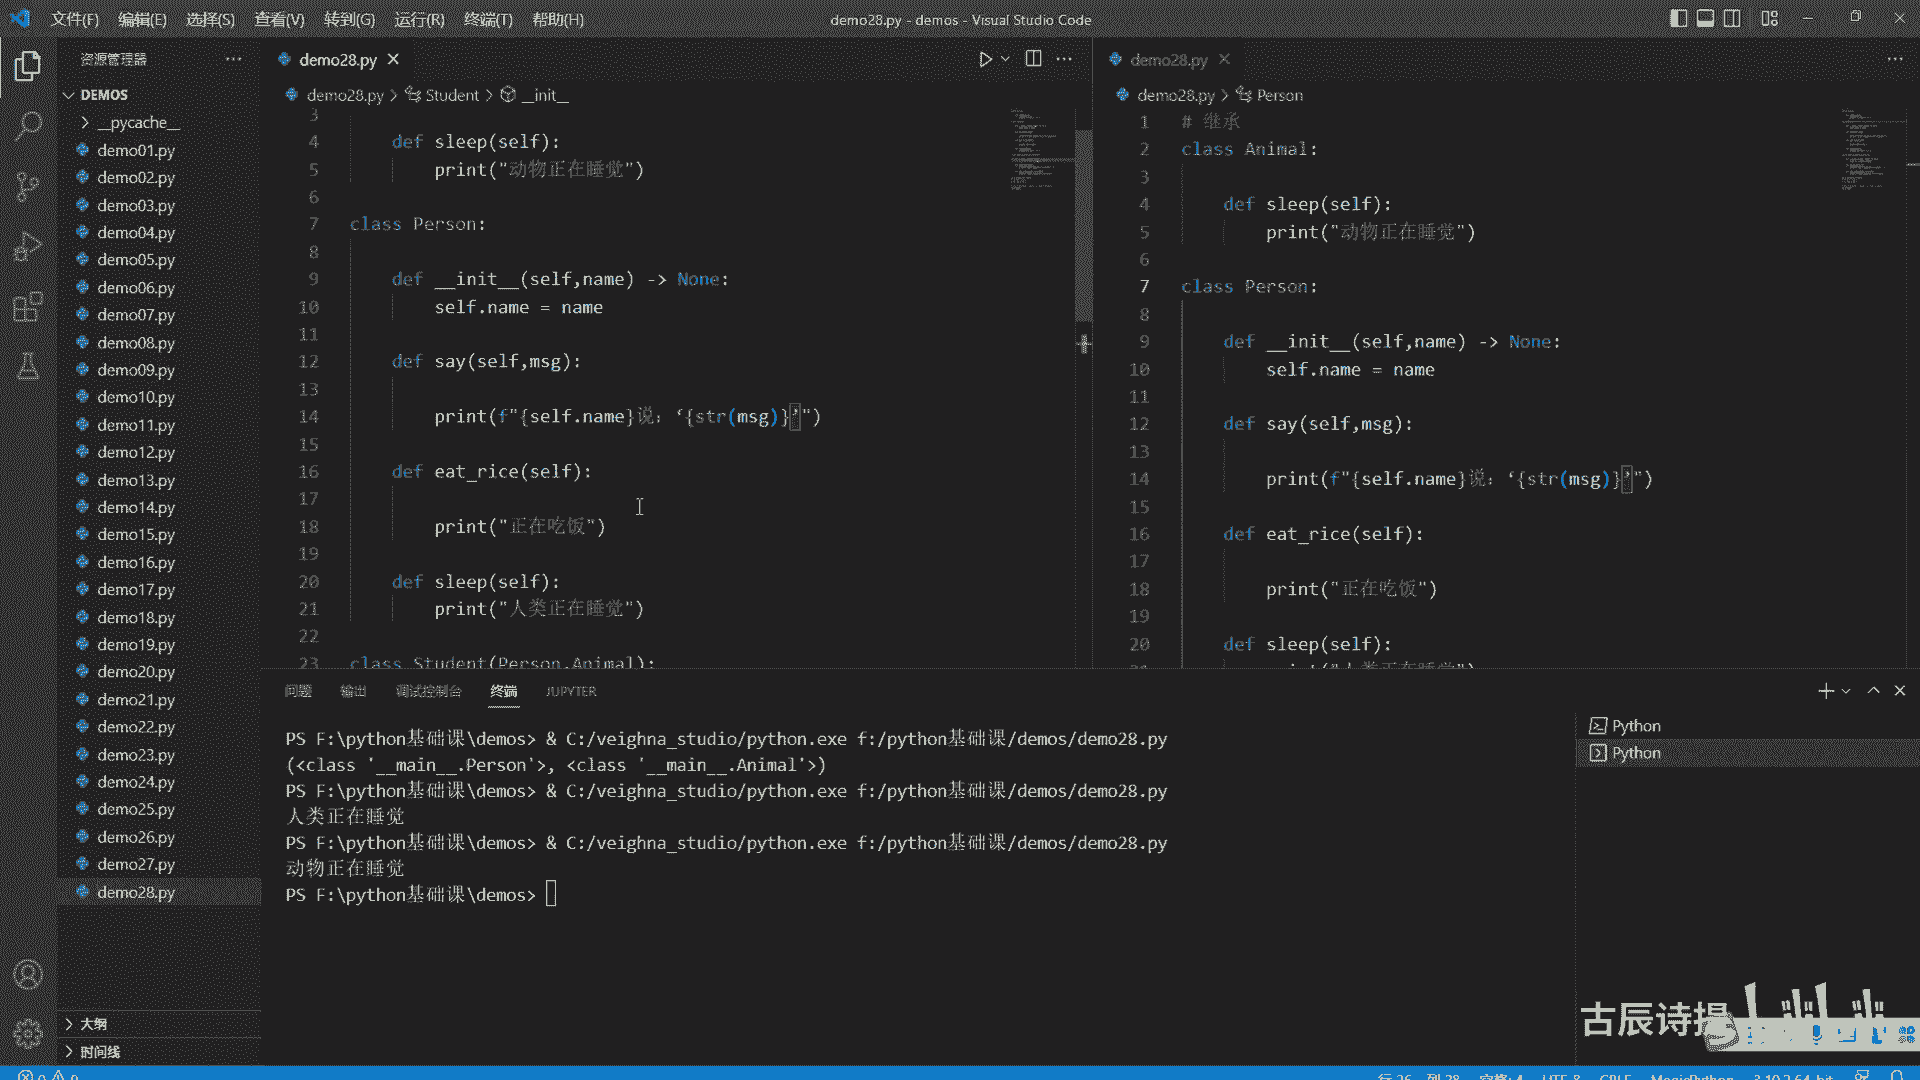 文件(F) 编辑(E) 选择(S) 查看(V) 转到(G) 运行(R) 终端(T) 帮助(H)
demo28.py - demos - Visual Studio Code
资源管理器
DEMOS
__pycache__
demo01.py
demo02.py
demo03.py
demo04.py
demo05.py
demo06.py
demo07.py
demo08.py
demo09.py
demo10.py
demo11.py
demo12.py
demo13.py
demo14.py
demo15.py
demo16.py
demo17.py
demo18.py
demo19.py
demo20.py
demo21.py
demo22.py
demo23.py
demo24.py
demo25.py
demo26.py
demo27.py
demo28.py
大纲
时间线
demo28.py
demo28.py > Student > __init__
3
4 def sleep(self):
5 print("动物正在睡觉")
6
7 class Person:
8
9 def __init__(self,name) -> None:
10 self.name = name
11
12 def say(self,msg):
13
14 print(f"{self.name}说：‘{str(msg)}’")
15
16 def eat_rice(self):
17
18 print("正在吃饭")
19
20 def sleep(self):
21 print("人类正在睡觉")
22
23 class Student(Person,Animal):
demo28.py
demo28.py > Person
1 # 继承
2 class Animal:
3
4 def sleep(self):
5 print("动物正在睡觉")
6
7 class Person:
8
9 def __init__(self,name) -> None:
10 self.name = name
11
12 def say(self,msg):
13
14 print(f"{self.name}说：‘{str(msg)}’")
15
16 def eat_rice(self):
17
18 print("正在吃饭")
19
20 def sleep(self):
21 print("人类正在睡觉")
问题 输出 调试控制台 终端 JUPYTER
PS F:\python基础课\demos> & C:/veighna_studio/python.exe f:/python基础课/demos/demo28.py
(<class '__main__.Person'>, <class '__main__.Animal'>)
PS F:\python基础课\demos> & C:/veighna_studio/python.exe f:/python基础课/demos/demo28.py
人类正在睡觉
PS F:\python基础课\demos> & C:/veighna_studio/python.exe f:/python基础课/demos/demo28.py
动物正在睡觉
PS F:\python基础课\demos>
Python
Python
古辰诗提
行 26，列 28 空格: 4 UTF-8 CRLF MagicPython 3.10.2 64-bit